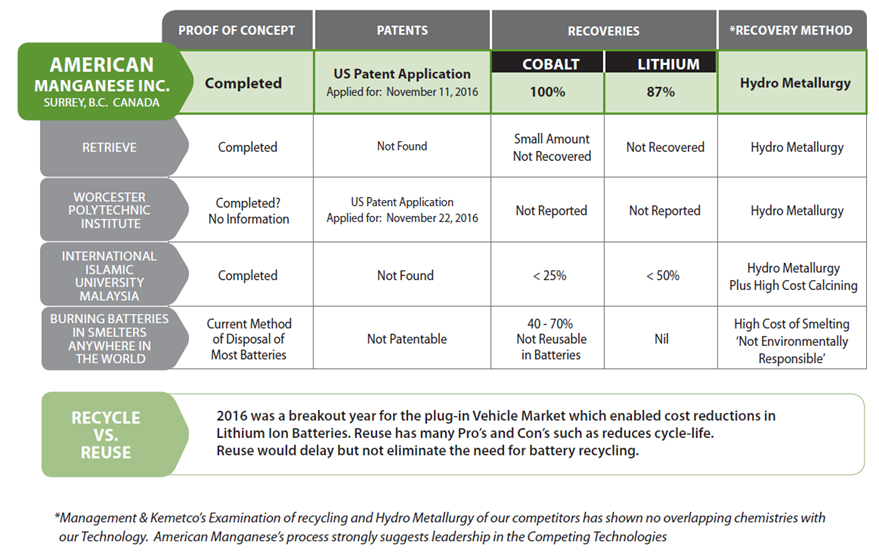 PROOF OF CONCEPT
PATENTS
RECOVERIES
*RECOVERY METHOD
AMERICAN
MANGANESE INC.
SURREY, B.C. CANADA
Completed
US Patent Application
Applied for: November 11, 2016
COBALT
100%
LITHIUM
87%
Hydro Metallurgy
RETRIEVE
Completed
Not Found
Small Amount
Not Recovered
Not Recovered
Hydro Metallurgy
WORCESTER
POLYTECHNIC
INSTITUTE
Completed?
No Information
US Patent Application
Applied for: November 22, 2016
Not Reported
Not Reported
Hydro Metallurgy
INTERNATIONAL
ISLAMIC
UNIVERSITY
MALAYSIA
Completed
Not Found
< 25%
< 50%
Hydro Metallurgy
Plus High Cost Calcining
BURNING BATTERIES
IN SMELTERS
ANYWHERE IN
THE WORLD
Current Method
of Disposal of
Most Batteries
Not Patentable
40 - 70%
Not Reusable
in Batteries
Nil
High Cost of Smelting
‘Not Environmentally
Responsible’
RECYCLE
VS.
REUSE
2016 was a breakout year for the plug-in Vehicle Market which enabled cost reductions in
Lithium Ion Batteries. Reuse has many Pro’s and Con’s such as reduces cycle-life.
Reuse would delay but not eliminate the need for battery recycling.
*Management & Kemetco’s Examination of recycling and Hydro Metallurgy of our competitors has shown no overlapping chemistries with
our Technology. American Manganese’s process strongly suggests leadership in the Competing Technologies